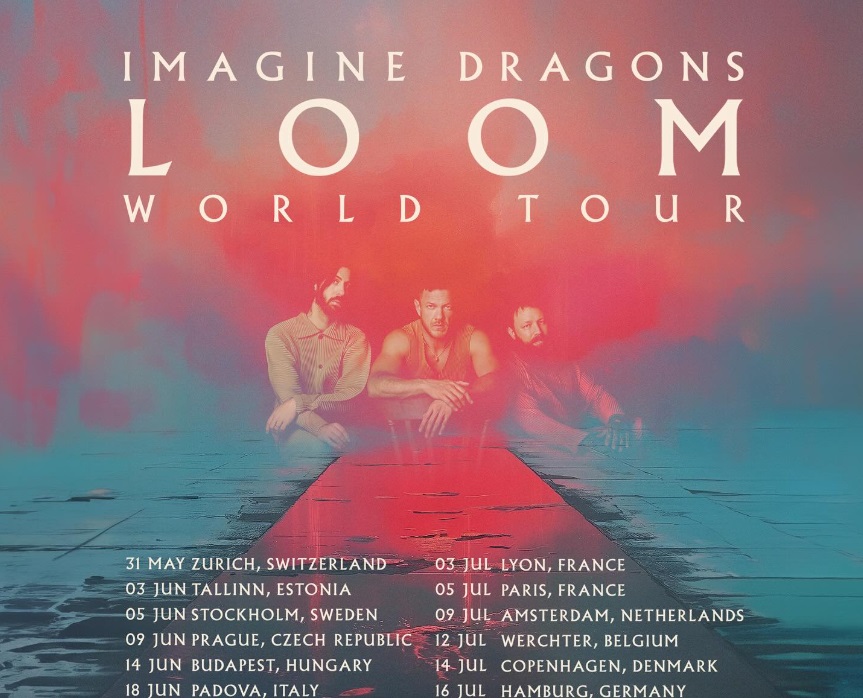 IMAGINE DRAGONS
LOOM
WORLD TOUR
31 MAY ZURICH, SWITZERLAND
03 JUN TALLINN, ESTONIA
05 JUN STOCKHOLM, SWEDEN
09 JUN PRAGUE, CZECH REPUBLIC
14 JUN BUDAPEST, HUNGARY
18 JUN PADOVA, ITALY
03 JUL LYON, FRANCE
05 JUL PARIS, FRANCE
09 JUL AMSTERDAM, NETHERLANDS
12 JUL WERCHTER, BELGIUM
14 JUL COPENHAGEN, DENMARK
16 JUL HAMBURG, GERMANY